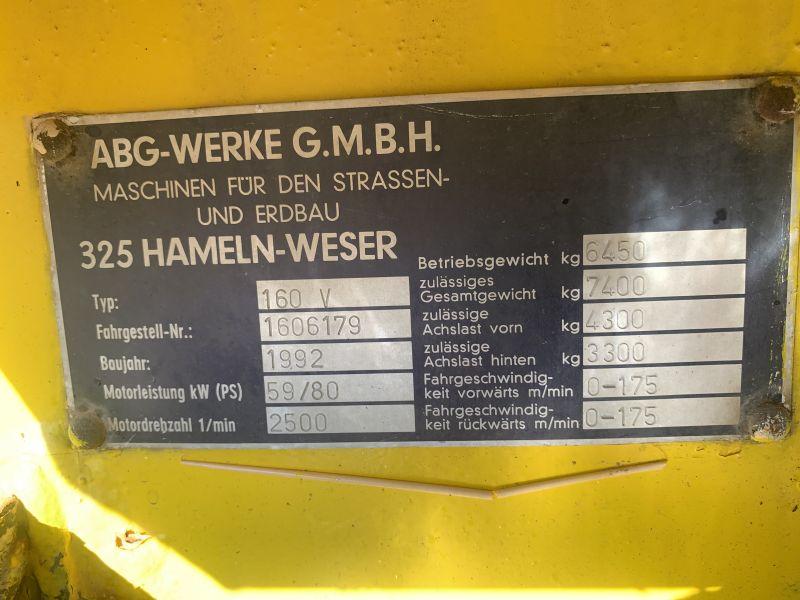 ABG-WERKE G.M.B.H.
MASCHINEN FÜR DEN STRASSEN-
UND ERDBAU
325 HAMELN-WESER
Typ: 160 V
Fahrgestell-Nr.: 1606179
Baujahr: 1992
Motorleistung kW (PS) 59/80
Motordrehzahl 1/min 2500
Betriebsgewicht kg 6450
zulässiges
Gesamtgewicht kg 7400
zulässige
Achslast vorn kg 4300
zulässige
Achslast hinten kg 3300
Fahrgeschwindig-
keit vorwärts m/min 0-175
Fahrgeschwindig-
keit rückwärts m/min 0-175